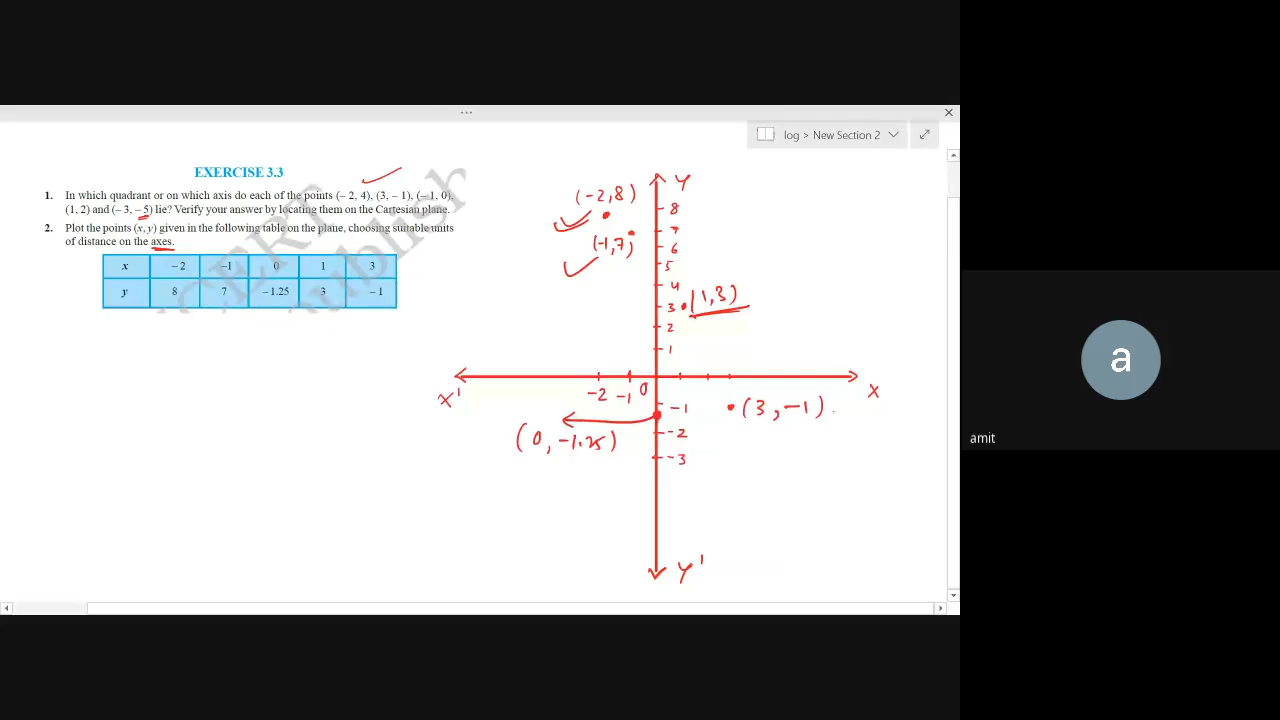 log > New Section 2
EXERCISE 3.3
1. In which quadrant or on which axis do each of the points (– 2, 4), (3, – 1), (– 1, 0),
(1, 2) and (– 3, – 5) lie? Verify your answer by locating them on the Cartesian plane.
2. Plot the points (x, y) given in the following table on the plane, choosing suitable units
of distance on the axes.
x – 2 –1 0 1 3
y 8 7 – 1.25 3 – 1
Y
(-2,8)
8
7
(-1,7)
6
5
4
3 (1,3)
2
1
X' -2 -1 0 X
-1 (3, -1)
-2
(0, -1.25)
-3
Y'
a
amit